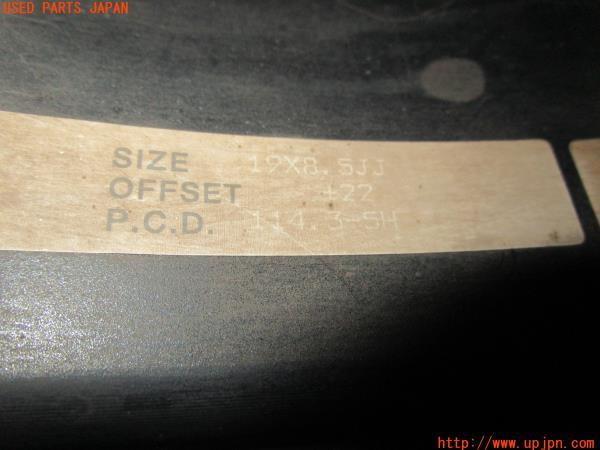 USED PARTS JAPAN
SIZE 19X8.5JJ
OFFSET +22
P.C.D. 114.3-5H
http://www.upjpn.com